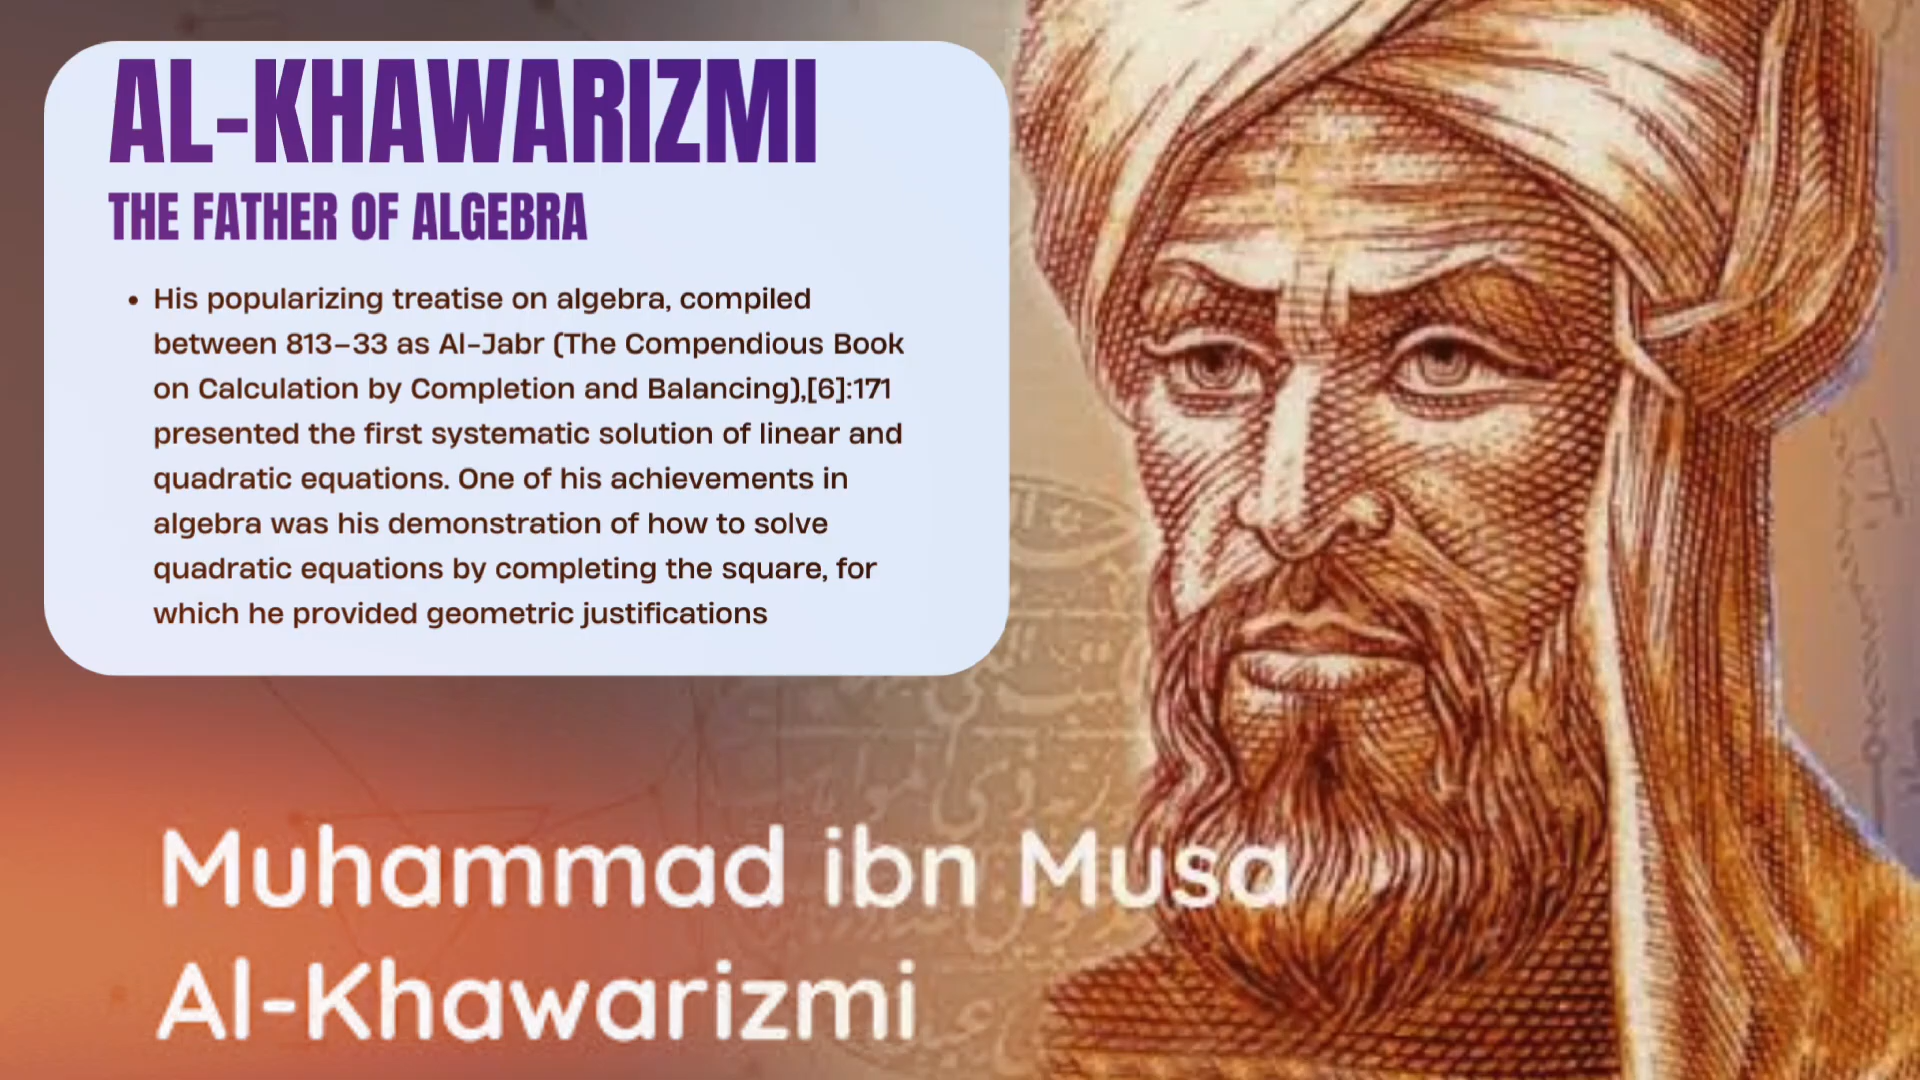 AL-KHAWARIZMI
THE FATHER OF ALGEBRA
• His popularizing treatise on algebra, compiled
between 813–33 as Al-Jabr (The Compendious Book
on Calculation by Completion and Balancing),[6]:171
presented the first systematic solution of linear and
quadratic equations. One of his achievements in
algebra was his demonstration of how to solve
quadratic equations by completing the square, for
which he provided geometric justifications
Muhammad ibn Musa
Al-Khawarizmi